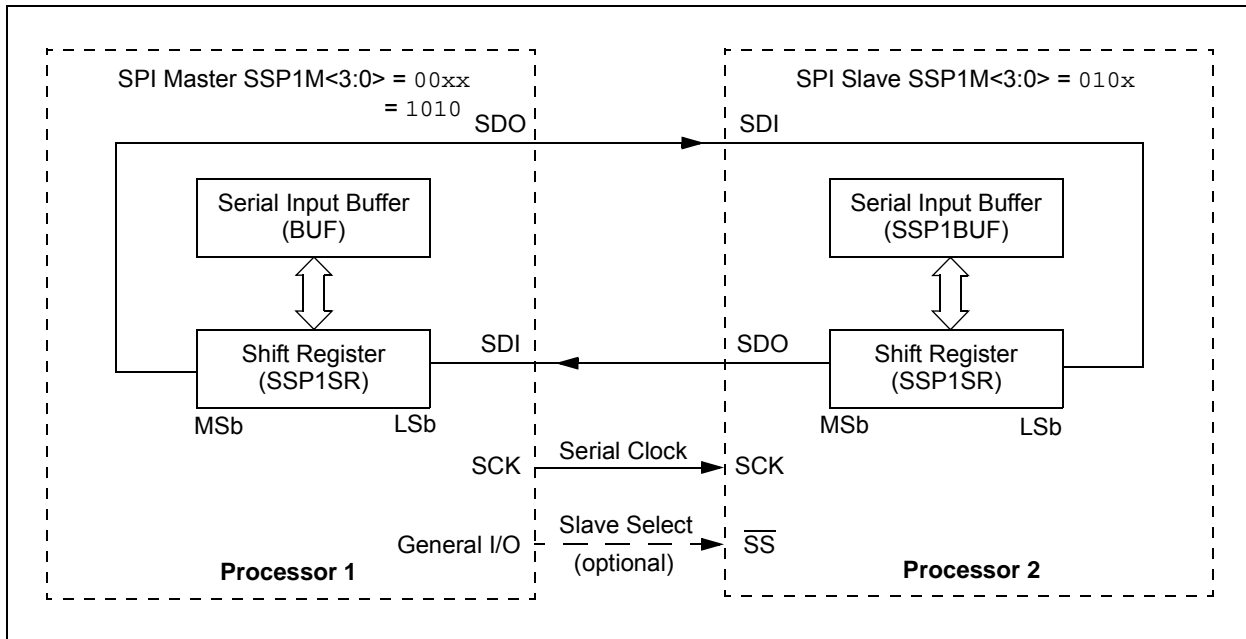 SPI Master SSP1M<3:0> = 00xx
= 1010
SDO
Serial Input Buffer
(BUF)
SDI
Shift Register
(SSP1SR)
MSb
LSb
SCK
General I/O
Processor 1
Serial Clock
Slave Select
(optional)
SPI Slave SSP1M<3:0> = 010x
SDI
Serial Input Buffer
(SSP1BUF)
SDO
Shift Register
(SSP1SR)
MSb
LSb
SCK
SS
Processor 2